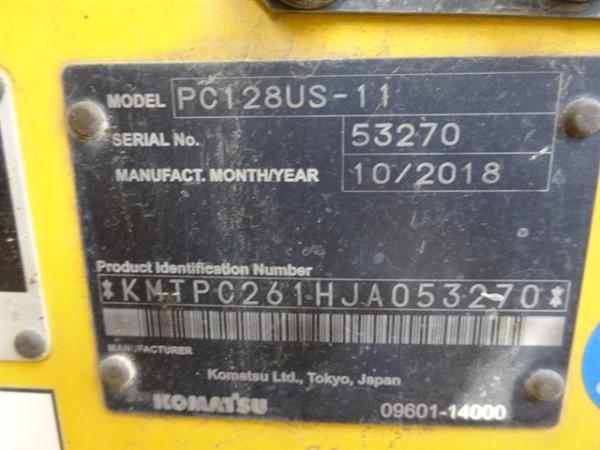 MODEL PC128US-11
SERIAL No. 53270
MANUFACT. MONTH/YEAR 10/2018
Product Identification Number
*KMTPC261HJA053270*
MANUFACTURER
Komatsu Ltd., Tokyo, Japan
KOMATSU 09601-14000